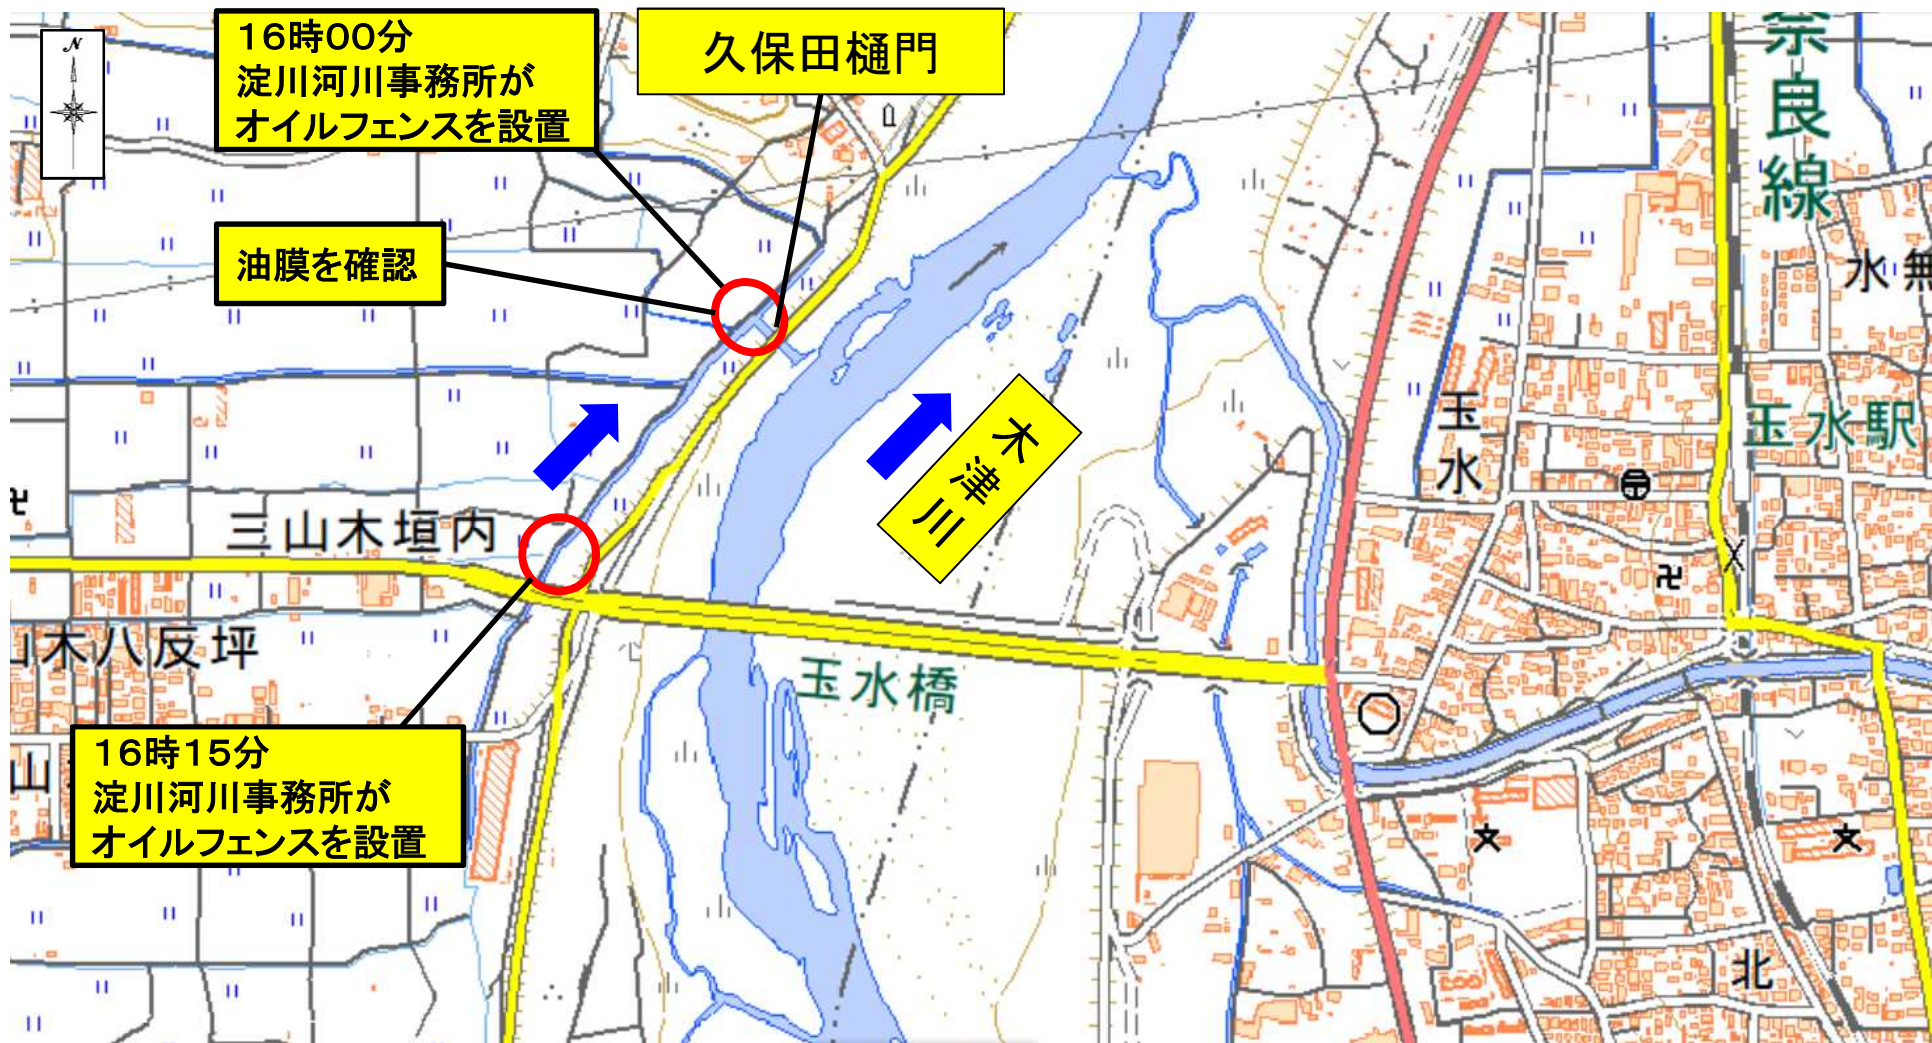 N
16時00分
淀川河川事務所が
オイルフェンスを設置
久保田樋門
油膜を確認
奈良線
水無
木津川
玉水
玉水駅
三山木垣内
山木八反坪
玉水橋
山
16時15分
淀川河川事務所が
オイルフェンスを設置
北